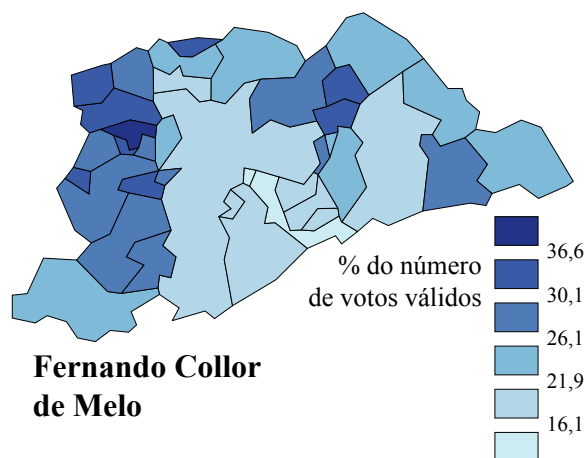 % do número
de votos válidos
36,6
30,1
26,1
21,9
16,1
Fernando Collor
de Melo